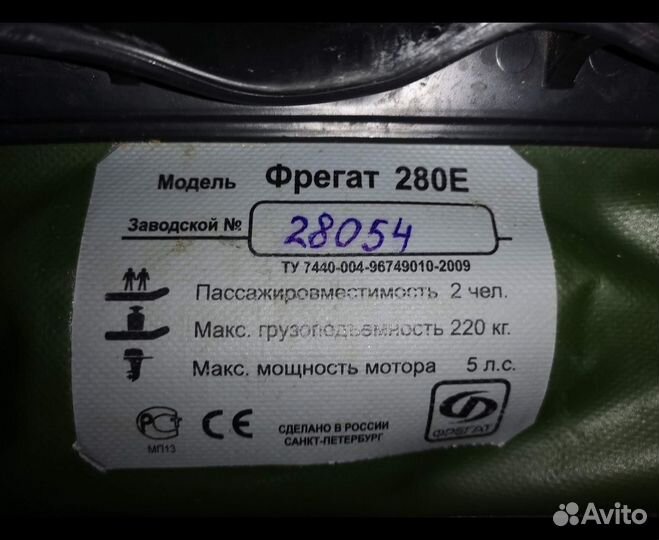 Модель Фрегат 280Е
Заводской № 28054
ТУ 7440-004-96749010-2009
Пассажировместимость 2 чел.
Макс. грузоподъемность 220 кг.
Макс. мощность мотора 5 л.с.
РСТ CE СДЕЛАНО В РОССИИ
МП13 САНКТ-ПЕТЕРБУРГ
ФРЕГАТ
Avito